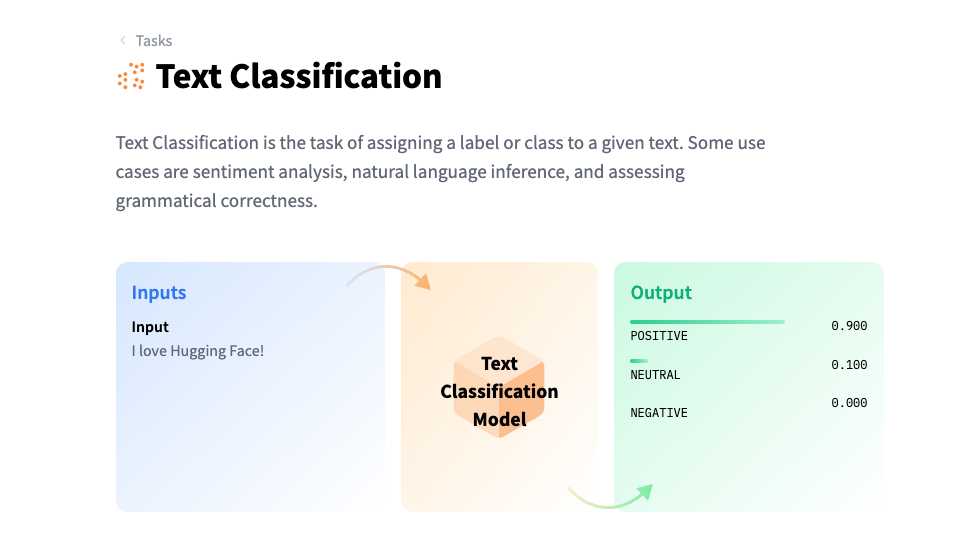 Tasks
Text Classification
Text Classification is the task of assigning a label or class to a given text. Some use
cases are sentiment analysis, natural language inference, and assessing
grammatical correctness.
Inputs
Input
I love Hugging Face!
Text
Classification
Model
Output
POSITIVE 0.900
NEUTRAL 0.100
NEGATIVE 0.000